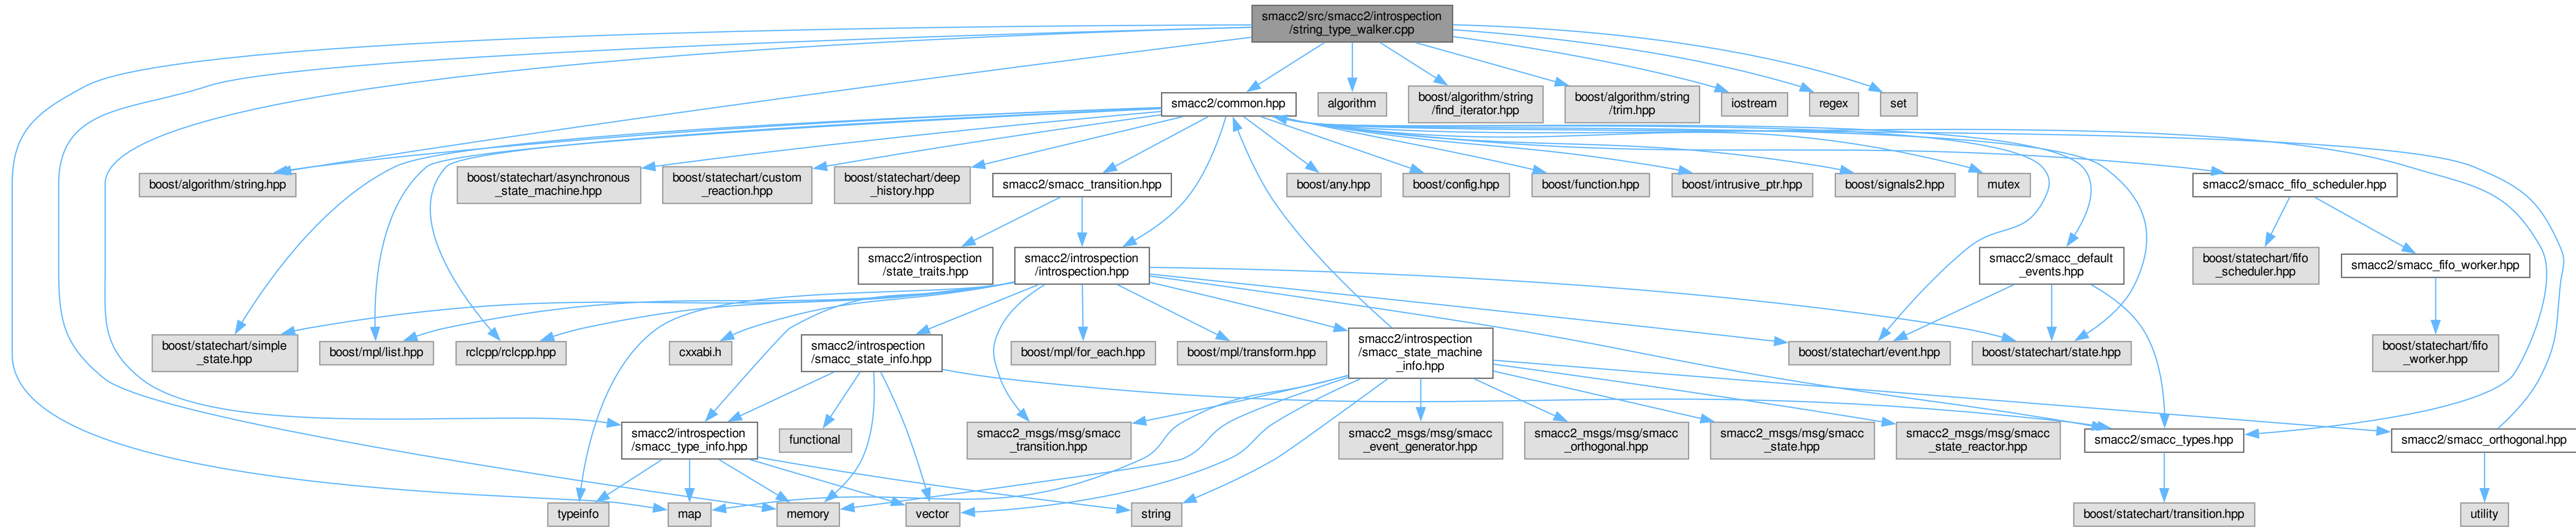 smacc2/src/smacc2/introspection
/string_type_walker.cpp
smacc2/common.hpp
algorithm
boost/algorithm/string
/find_iterator.hpp
boost/algorithm/string
/trim.hpp
iostream
regex
set
boost/algorithm/string.hpp
boost/statechart/asynchronous
_state_machine.hpp
boost/statechart/custom
_reaction.hpp
boost/statechart/deep
_history.hpp
smacc2/smacc_transition.hpp
boost/any.hpp
boost/config.hpp
boost/function.hpp
boost/intrusive_ptr.hpp
boost/signals2.hpp
mutex
smacc2/smacc_fifo_scheduler.hpp
smacc2/introspection
/state_traits.hpp
smacc2/introspection
/introspection.hpp
smacc2/smacc_default
_events.hpp
boost/statechart/fifo
_scheduler.hpp
smacc2/smacc_fifo_worker.hpp
boost/statechart/simple
_state.hpp
boost/mpl/list.hpp
rclcpp/rclcpp.hpp
cxxabi.h
smacc2/introspection
/smacc_state_info.hpp
boost/mpl/for_each.hpp
boost/mpl/transform.hpp
smacc2/introspection
/smacc_state_machine
_info.hpp
boost/statechart/event.hpp
boost/statechart/state.hpp
boost/statechart/fifo
_worker.hpp
smacc2/introspection
/smacc_type_info.hpp
functional
smacc2_msgs/msg/smacc
_transition.hpp
smacc2_msgs/msg/smacc
_event_generator.hpp
smacc2_msgs/msg/smacc
_orthogonal.hpp
smacc2_msgs/msg/smacc
_state.hpp
smacc2_msgs/msg/smacc
_state_reactor.hpp
smacc2/smacc_types.hpp
smacc2/smacc_orthogonal.hpp
typeinfo
map
memory
vector
string
boost/statechart/transition.hpp
utility